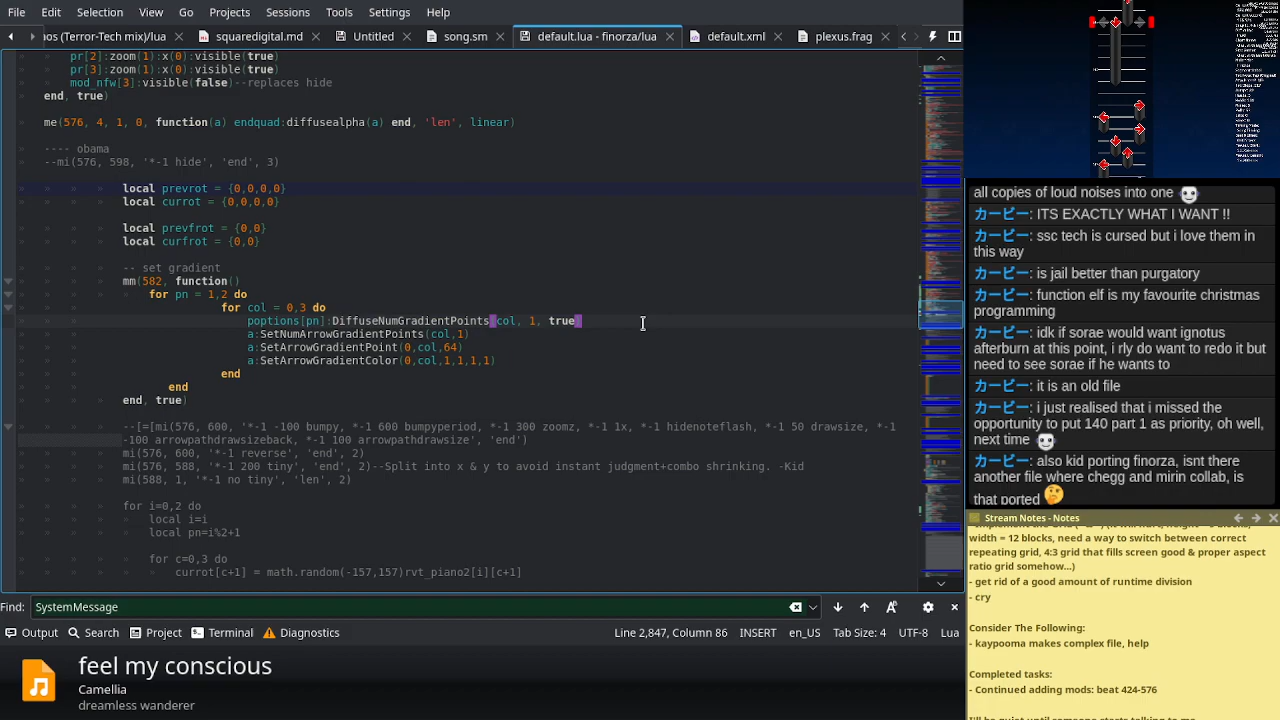 File Edit Selection View Go Projects Sessions Tools Settings Help
os (Terror-Tech mix)/lua squaredigital.md Untitled song.sm default.lua - finorza/lua default.xml plexus.frag
pr[2]:zoom(1):x(0):visible(true)
pr[3]:zoom(1):x(0):visible(true)
mod_nfw[3]:visible(false)--replaces hide
end, true)
---- obama
--mi(576, 598, '*-1 hide', 'end', 3)
local prevrot = {0,0,0,0}
local currot = {0,0,0,0}
local prevfrot = {0,0}
local curfrot = {0,0}
-- set gradient
mm(582, function()
for pn = 1,2 do
for col = 0,3 do
poptions[pn]:DiffuseNumGradientPoints(col, 1, true)
a:SetNumArrowGradientPoints(col,1)
a:SetArrowGradientPoint(0,col,64)
a:SetArrowGradientColor(0,col,1,1,1,1)
end
end
end, true)
--[=[mi(576, 600, '*-1 -100 bumpy, *-1 600 bumpyperiod, *-1 300 zoomz, *-1 1x, *-1 hidenoteflash, *-1 50 drawsize, *-1
-100 arrowpathdrawsizeback, *-1 100 arrowpathdrawsize', 'end')
mi(576, 600, '*-1 reverse', 'end', 2)
mi(576, 588, '*-1 200 tiny', 'end', 2)--Split into x & y to avoid instant judgment+combo shrinking. -Kid
mi(588, 1, '*-1 no tiny', 'len', 2)
for i=0,2 do
local i=i
local pn=i%2+1
for c=0,3 do
currot[c+1] = math.random(-157,157)rvt_piano2[i][c+1]
Find: SystemMessage
Output Search Project Terminal Diagnostics Line 2,847, Column 86 INSERT en_US Tab Size: 4 UTF-8 Lua
feel my conscious
Camellia
dreamless wanderer
all copies of loud noises into one
カービー: ITS EXACTLY WHAT I WANT !!
カービー: ssc tech is cursed but i love them in
this way
カービー: is jail better than purgatory
カービー: function elf is my favourite christmas
programming
カービー: idk if sorae would want ignotus
afterburn at this point, i rly do want to redo it but
need to see sorae if he wants to
カービー: it is an old file
カービー: i just realised that i missed the
opportunity to put 140 part 1 as priority, oh well,
next time
カービー: also kid porting finorza, isnt there
another file where chegg and mirin collab, is
that ported
Stream Notes - Notes
width = 12 blocks, need a way to switch between correct
repeating grid, 4:3 grid that fills screen good & proper aspect
ratio grid somehow...)
- get rid of a good amount of runtime division
- cry
Consider The Following:
- kaypooma makes complex file, help
Completed tasks:
- Continued adding mods: beat 424-576